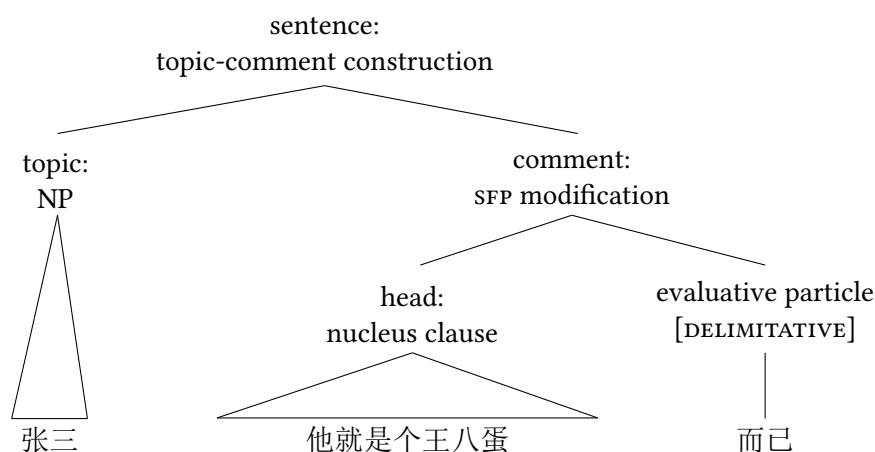 sentence:
topic-comment construction
topic:
NP
comment:
SFP modification
head:
nucleus clause
evaluative particle
[DELIMITATIVE]
张三
他就是个王八蛋
而已